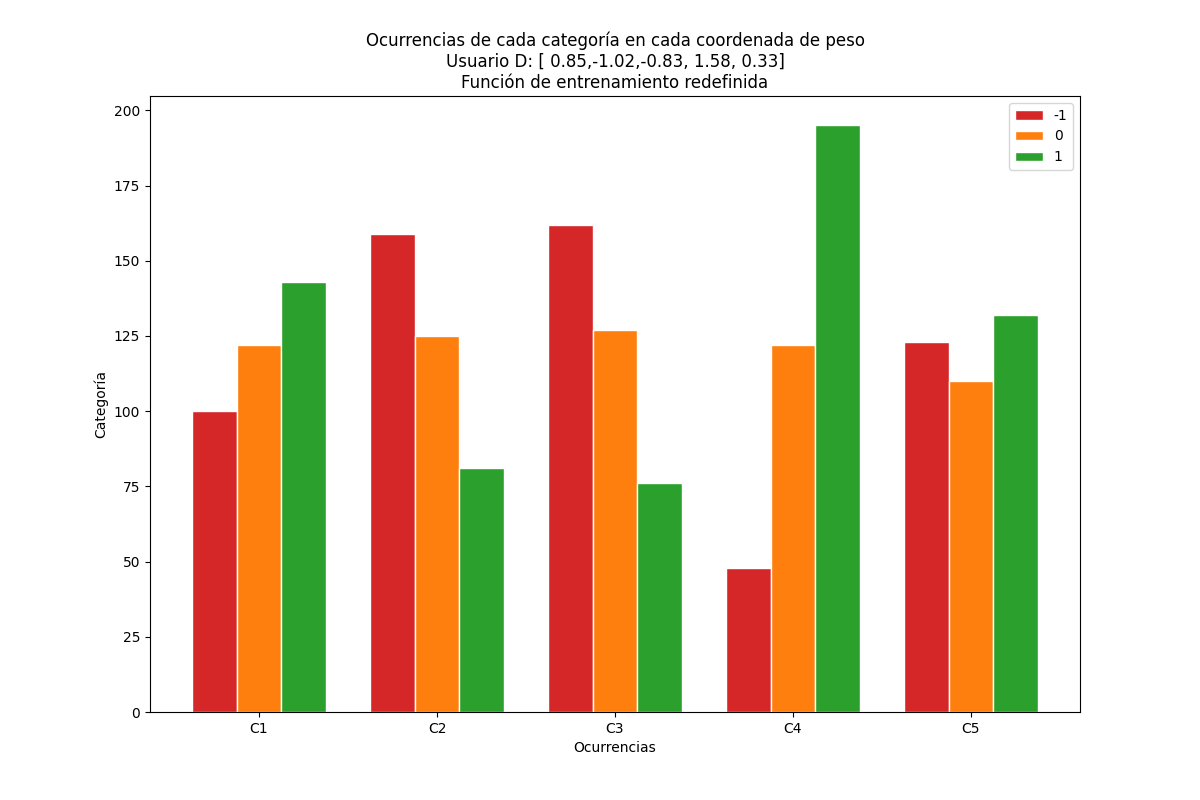 Ocurrencias de cada categoría en cada coordenada de peso
Usuario D: [ 0.85,-1.02,-0.83, 1.58, 0.33]
Función de entrenamiento redefinida
200
175
150
125
100
75
50
25
0
Categoría
-1
0
1
C1 C2 C3 C4 C5
Ocurrencias